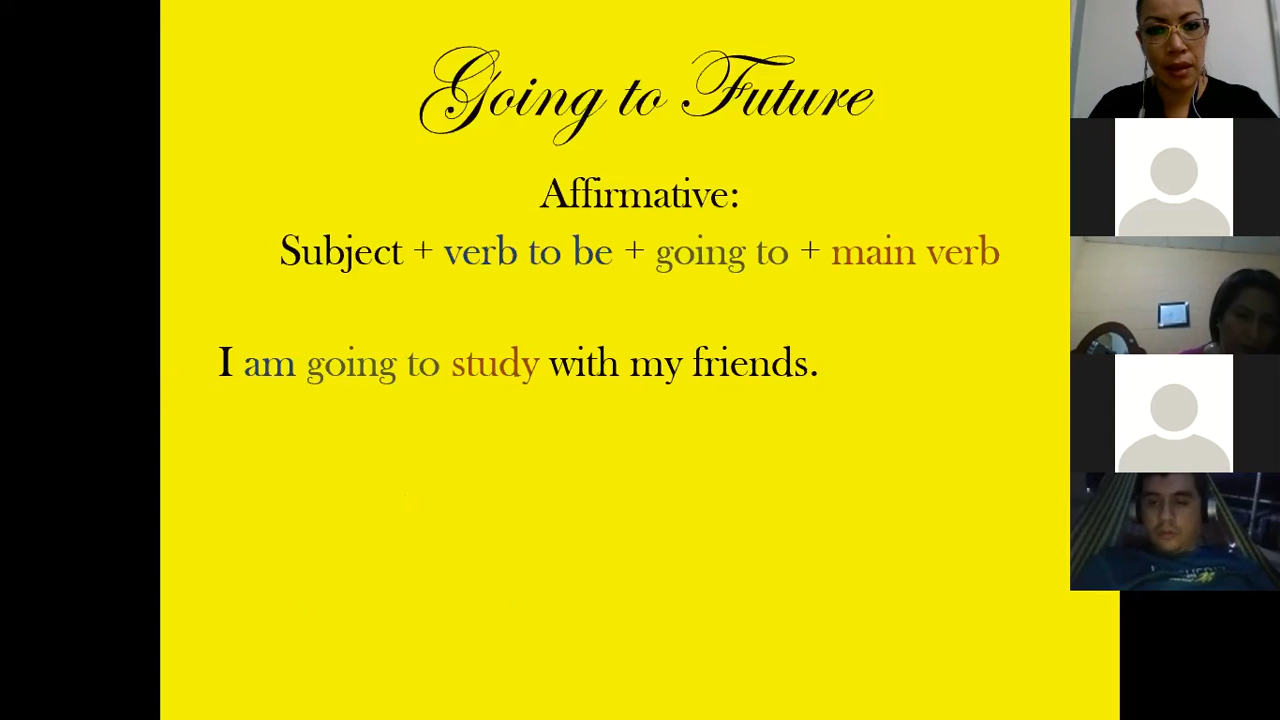 Going to Future
Affirmative:
Subject + verb to be + going to + main verb
I am going to study with my friends.